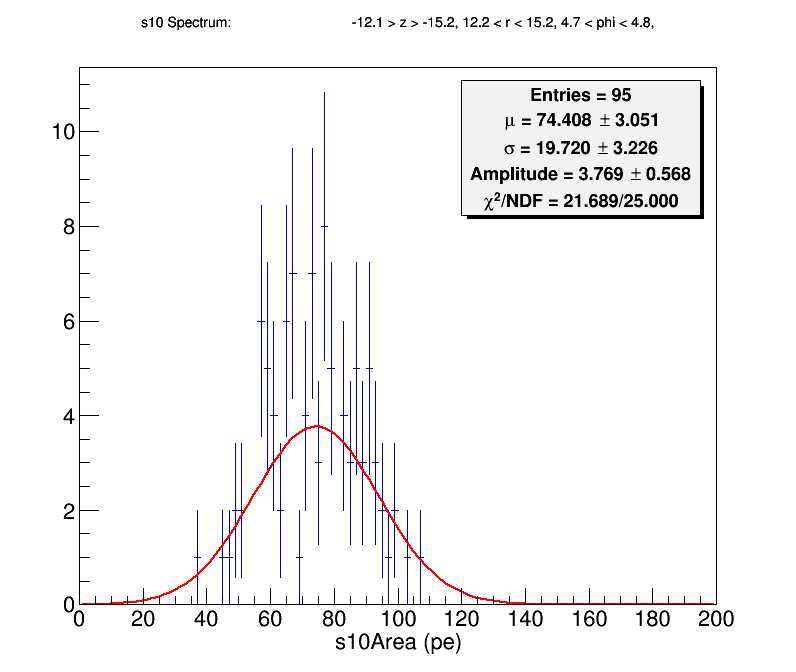 s10 Spectrum: -12.1 > z > -15.2, 12.2 < r < 15.2, 4.7 < phi < 4.8,
Entries = 95
μ = 74.408 ± 3.051
σ = 19.720 ± 3.226
Amplitude = 3.769 ± 0.568
χ²/NDF = 21.689/25.000
10
8
6
4
2
0
0 20 40 60 80 100 120 140 160 180 200
s10Area (pe)